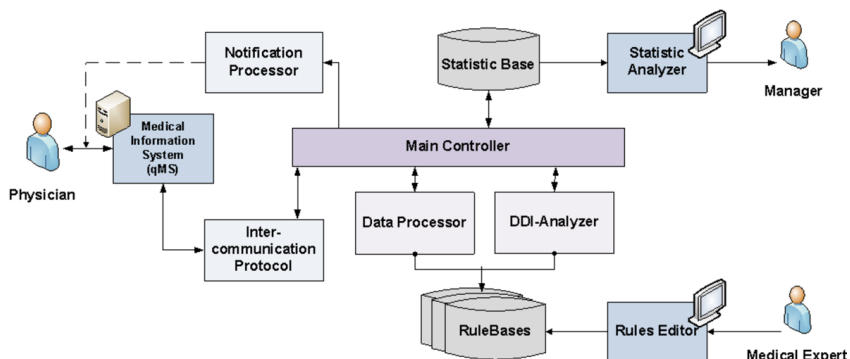 Notification
Processor
Statistic Base
Statistic
Analyzer
Manager
Medical
Information
System
(qMS)
Physician
Main Controller
Inter-
communication
Protocol
Data Processor
DDI-Analyzer
RuleBases
Rules Editor
Medical Expert